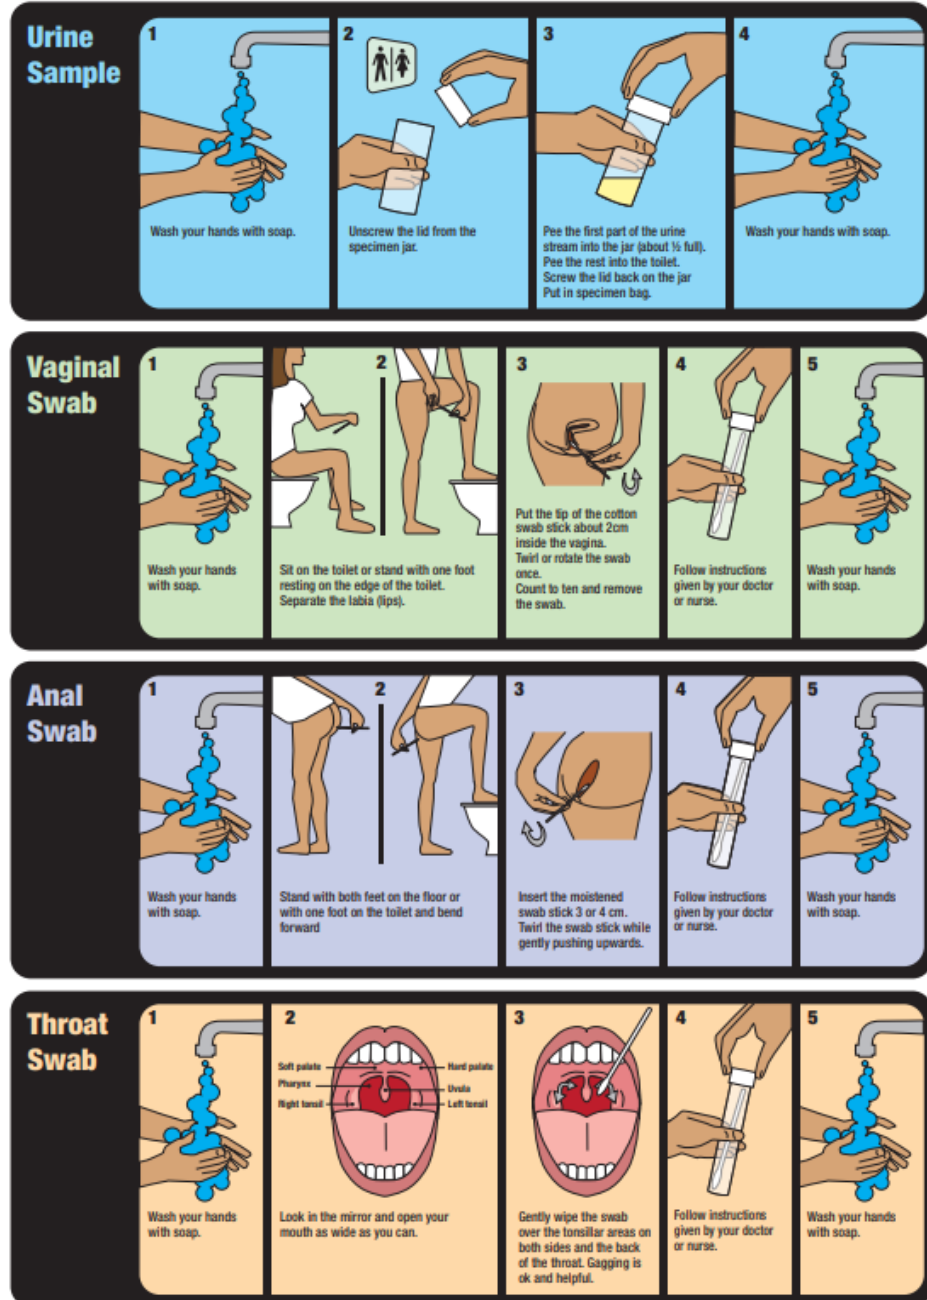 Urine
Sample
1
Wash your hands with soap.
2
Unscrew the lid from the
specimen jar.
3
Pee the first part of the urine
stream into the jar (about ½ full).
Pee the rest into the toilet.
Screw the lid back on the jar
Put in specimen bag.
4
Wash your hands with soap.
Vaginal
Swab
1
Wash your hands
with soap.
2
Sit on the toilet or stand with one foot
resting on the edge of the toilet.
Separate the labia (lips).
3
Put the tip of the cotton
swab stick about 2cm
inside the vagina.
Twirl or rotate the swab
once.
Count to ten and remove
the swab.
4
Follow instructions
given by your doctor
or nurse.
5
Wash your hands
with soap.
Anal
Swab
1
Wash your hands
with soap.
2
Stand with both feet on the floor or
with one foot on the toilet and bend
forward
3
Insert the moistened
swab stick 3 or 4 cm.
Twirl the swab stick while
gently pushing upwards.
4
Follow instructions
given by your doctor
or nurse.
5
Wash your hands
with soap.
Throat
Swab
1
Wash your hands
with soap.
2
Soft palate
Hard palate
Pharynx
Uvula
Right tonsil
Left tonsil
Look in the mirror and open your
mouth as wide as you can.
3
Gently wipe the swab
over the tonsillar areas on
both sides and the back
of the throat. Gagging is
ok and helpful.
4
Follow instructions
given by your doctor
or nurse.
5
Wash your hands
with soap.